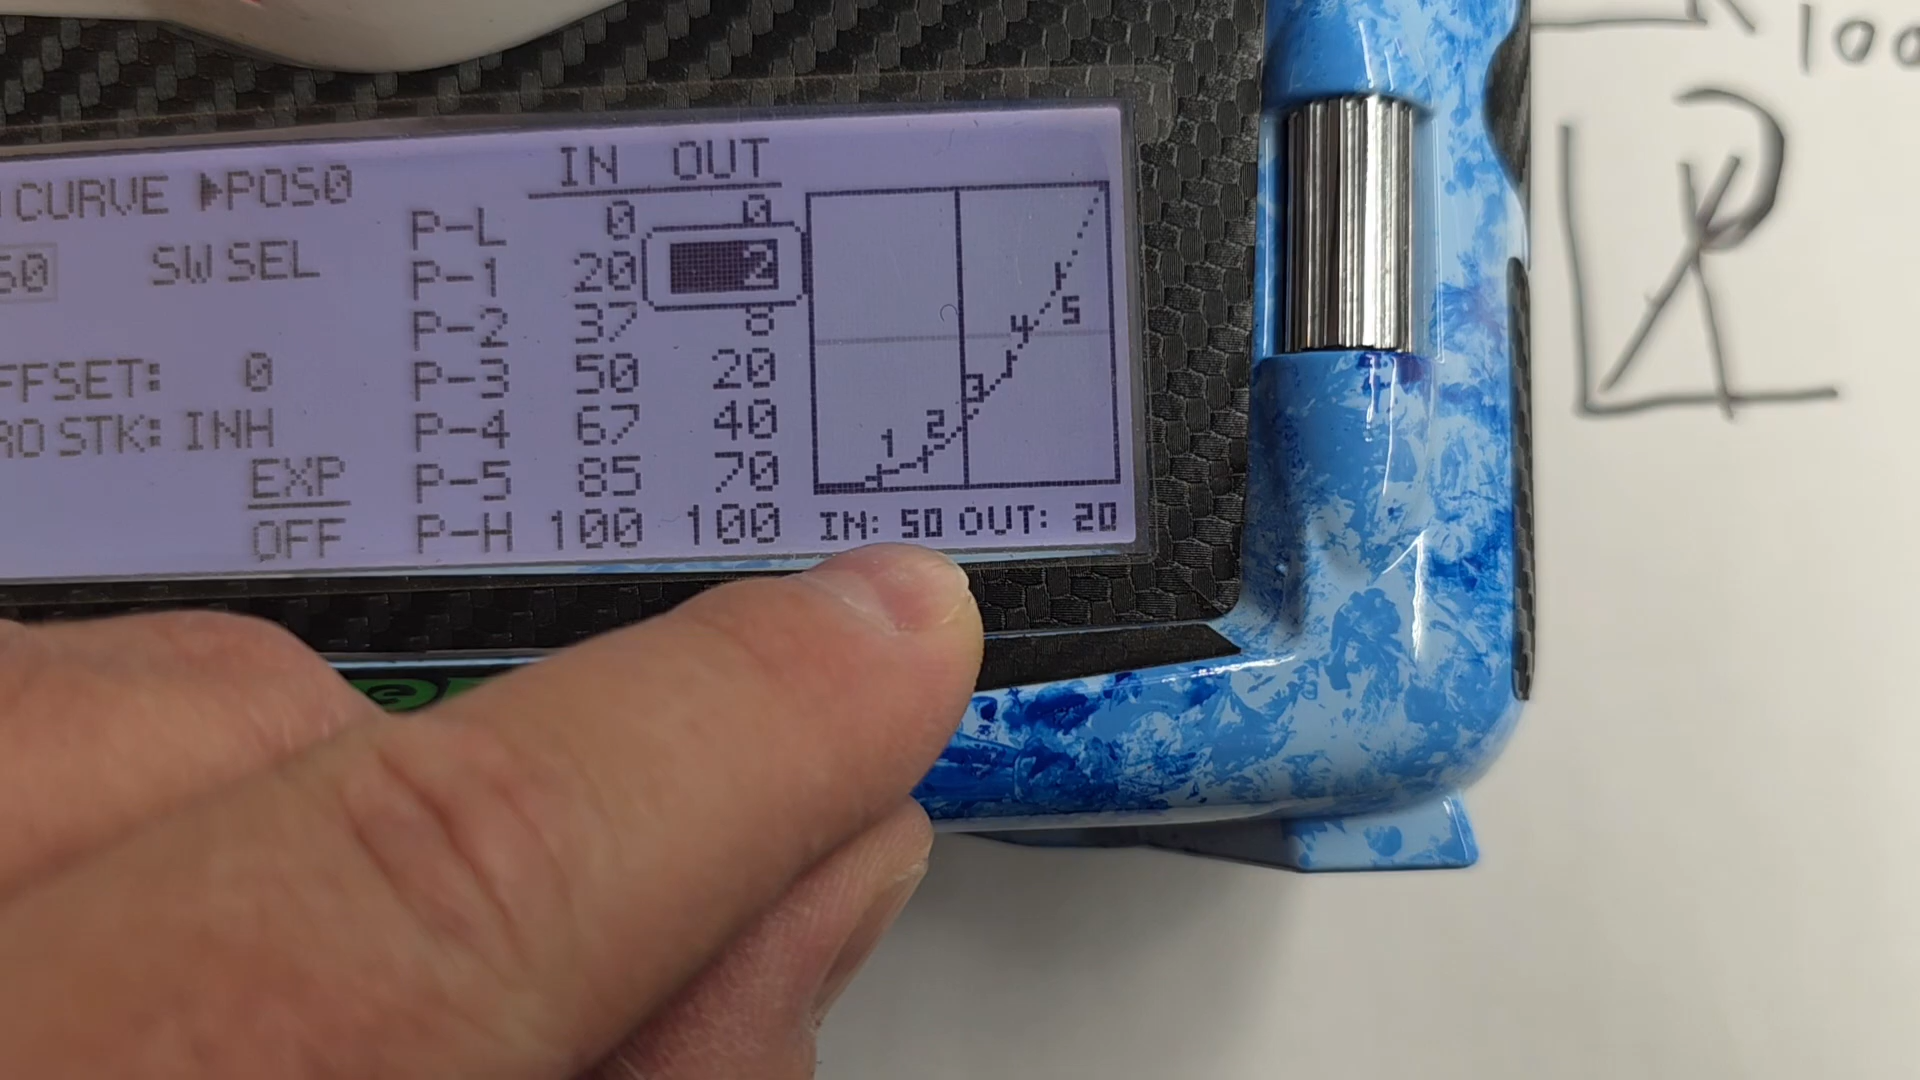 IN OUT
CURVE ▶POS0
P-L 0 0
50 SW SEL
P-1 20 2
P-2 37 8
FFSET: 0
P-3 50 20
RO STK: INH
P-4 67 40
EXP
P-5 85 70
OFF
P-H 100 100
1 2 3 4 5
IN: 50 OUT: 20
100